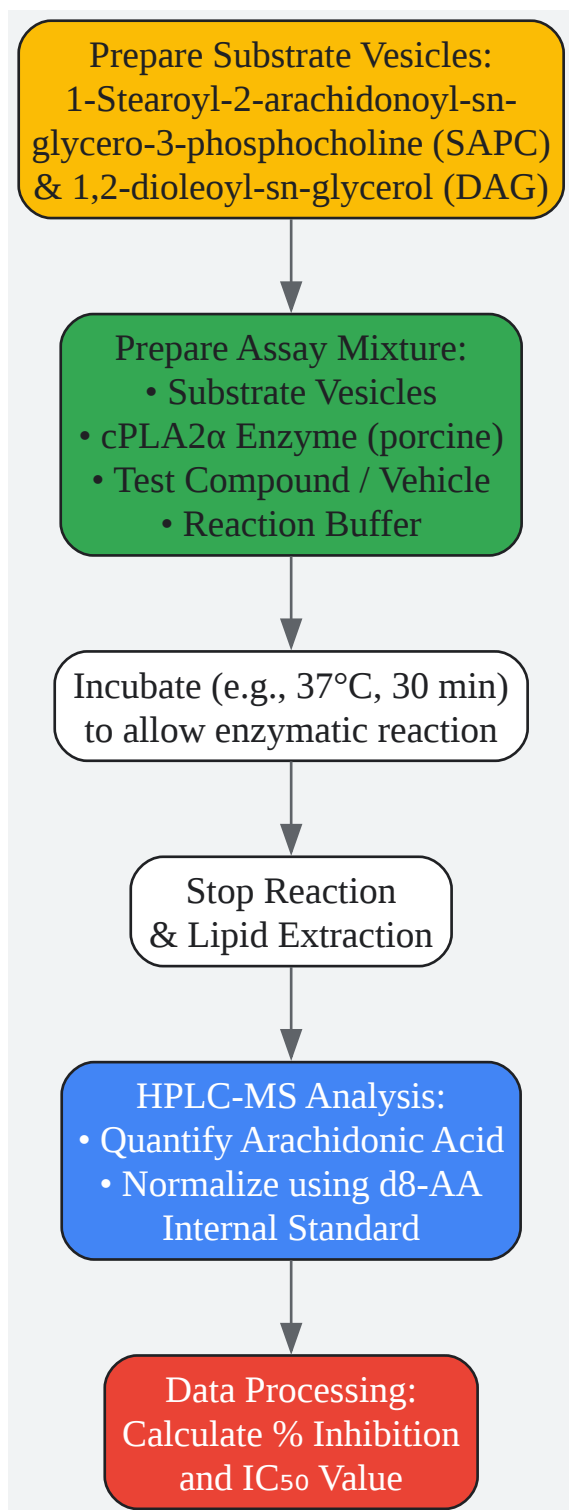 Prepare Substrate Vesicles:
1-Stearoyl-2-arachidonoyl-sn-
glycero-3-phosphocholine (SAPC)
& 1,2-dioleoyl-sn-glycerol (DAG)
Prepare Assay Mixture:
• Substrate Vesicles
• cPLA2α Enzyme (porcine)
• Test Compound / Vehicle
• Reaction Buffer
Incubate (e.g., 37°C, 30 min)
to allow enzymatic reaction
Stop Reaction
& Lipid Extraction
HPLC-MS Analysis:
• Quantify Arachidonic Acid
• Normalize using d8-AA
Internal Standard
Data Processing:
Calculate % Inhibition
and IC₅₀ Value